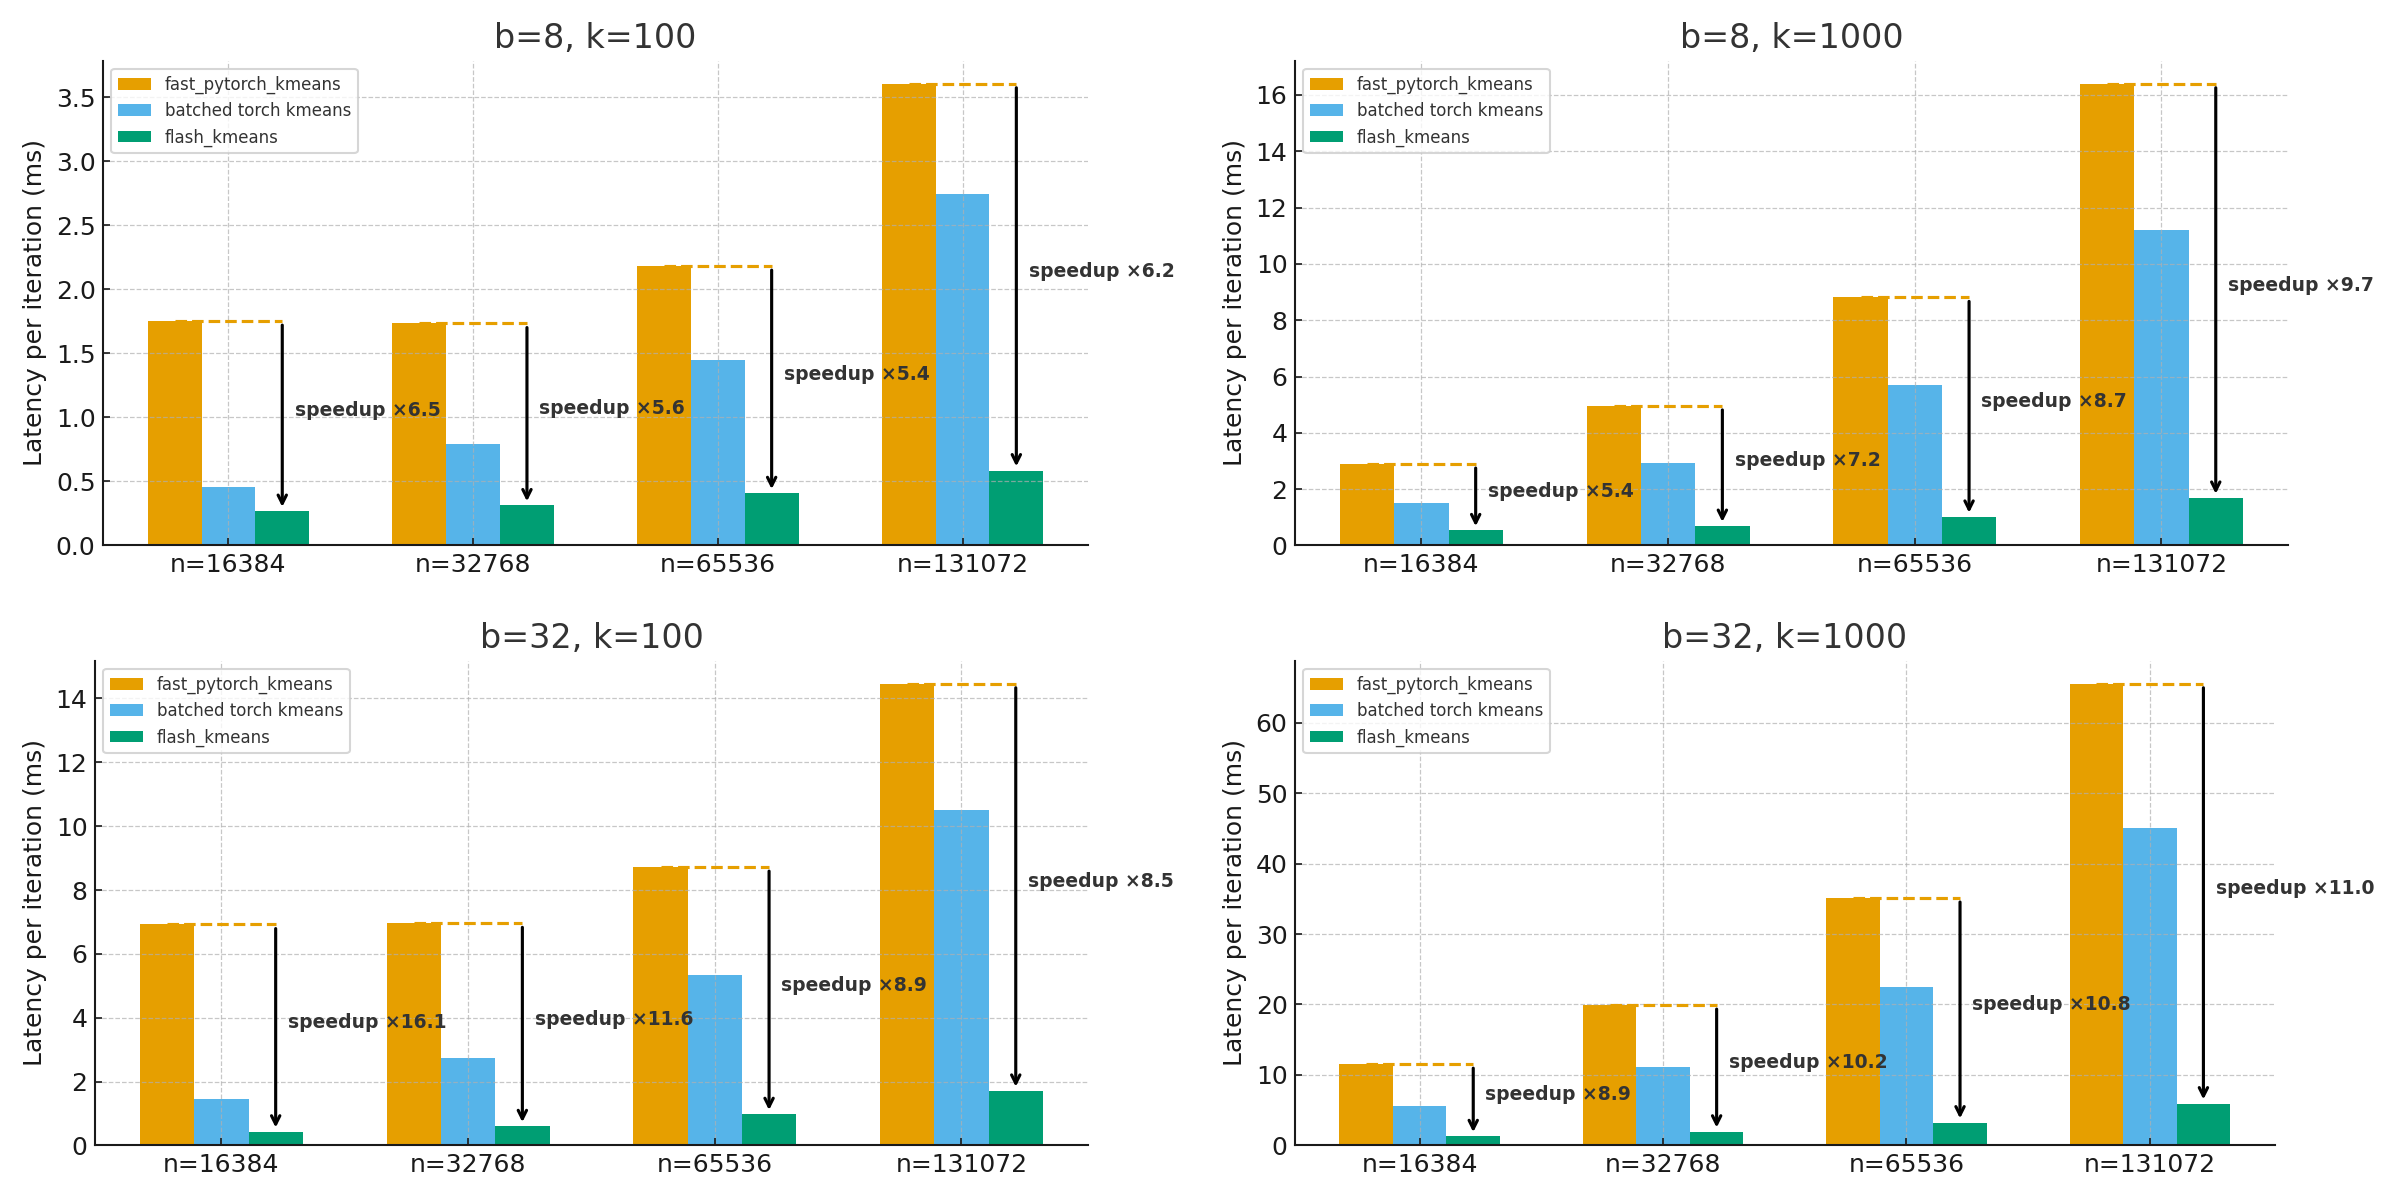 b=8, k=100
fast_pytorch_kmeans
batched torch kmeans
flash_kmeans
Latency per iteration (ms)
3.5
3.0
2.5
2.0
1.5
1.0
0.5
0.0
speedup ×6.5
speedup ×5.6
speedup ×5.4
speedup ×6.2
n=16384
n=32768
n=65536
n=131072
b=8, k=1000
fast_pytorch_kmeans
batched torch kmeans
flash_kmeans
Latency per iteration (ms)
16
14
12
10
8
6
4
2
0
speedup ×5.4
speedup ×7.2
speedup ×8.7
speedup ×9.7
n=16384
n=32768
n=65536
n=131072
b=32, k=100
fast_pytorch_kmeans
batched torch kmeans
flash_kmeans
Latency per iteration (ms)
14
12
10
8
6
4
2
0
speedup ×16.1
speedup ×11.6
speedup ×8.9
speedup ×8.5
n=16384
n=32768
n=65536
n=131072
b=32, k=1000
fast_pytorch_kmeans
batched torch kmeans
flash_kmeans
Latency per iteration (ms)
60
50
40
30
20
10
0
speedup ×8.9
speedup ×10.2
speedup ×10.8
speedup ×11.0
n=16384
n=32768
n=65536
n=131072